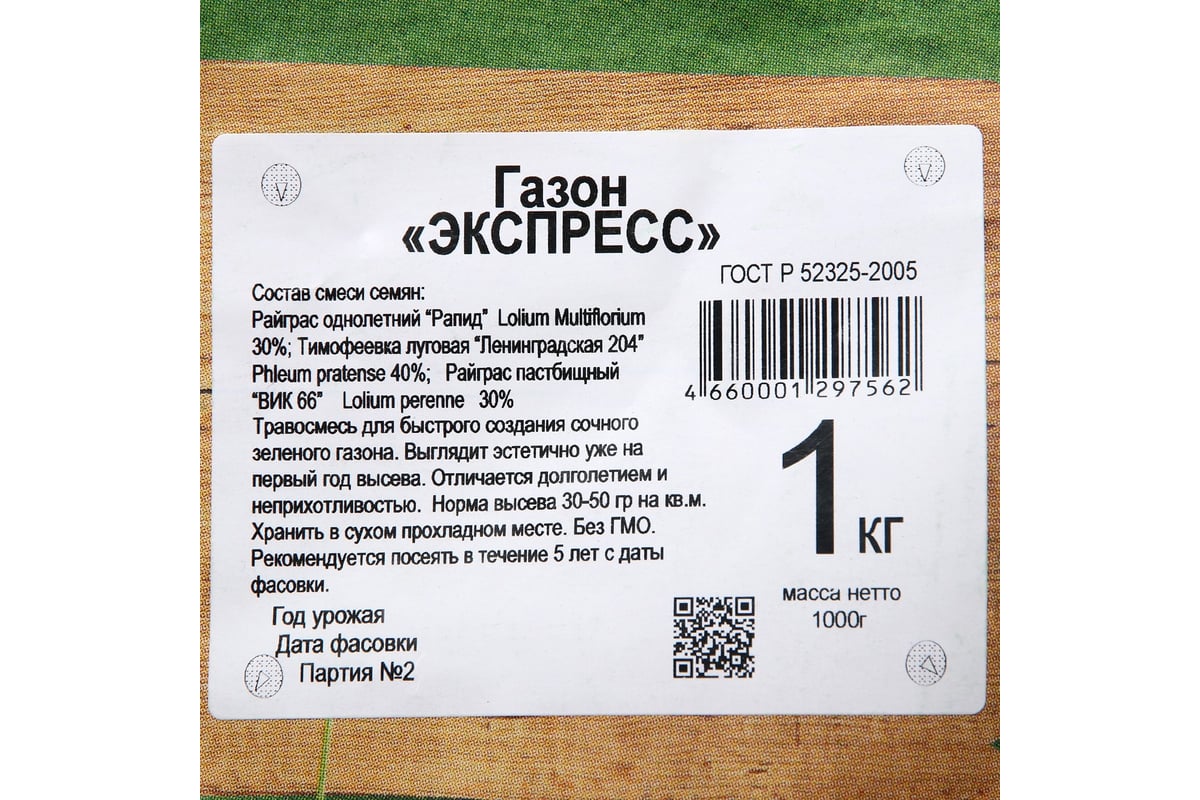 Газон
«ЭКСПРЕСС»
ГОСТ Р 52325-2005
Состав смеси семян:
Райграс однолетний "Рапид" Lolium Multiflorium
30%; Тимофеевка луговая "Ленинградская 204"
Phleum pratense 40%; Райграс пастбищный
"ВИК 66" Lolium perenne 30%
Травосмесь для быстрого создания сочного
зеленого газона. Выглядит эстетично уже на
первый год высева. Отличается долголетием и
неприхотливостью. Норма высева 30-50 гр на кв.м.
Хранить в сухом прохладном месте. Без ГМО.
Рекомендуется посеять в течение 5 лет с даты
фасовки.
Год урожая
Дата фасовки
Партия №2
4 660001 297562
1 кг
масса нетто
1000г